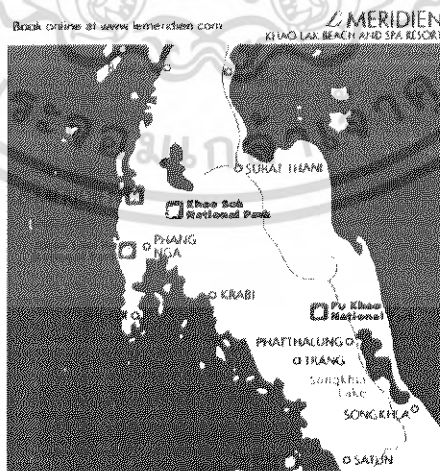 Book online at www.lemeridien.com
LE MERIDIEN
KHAO LAK BEACH AND SPA RESORT
SURAT THANI
Khao Sok
National Park
PHANG
NGA
KRABI
Pu Khao
National
PHATTHALUNG
TRANG
Songkhla
Lake
SONGKHLA
SATUN